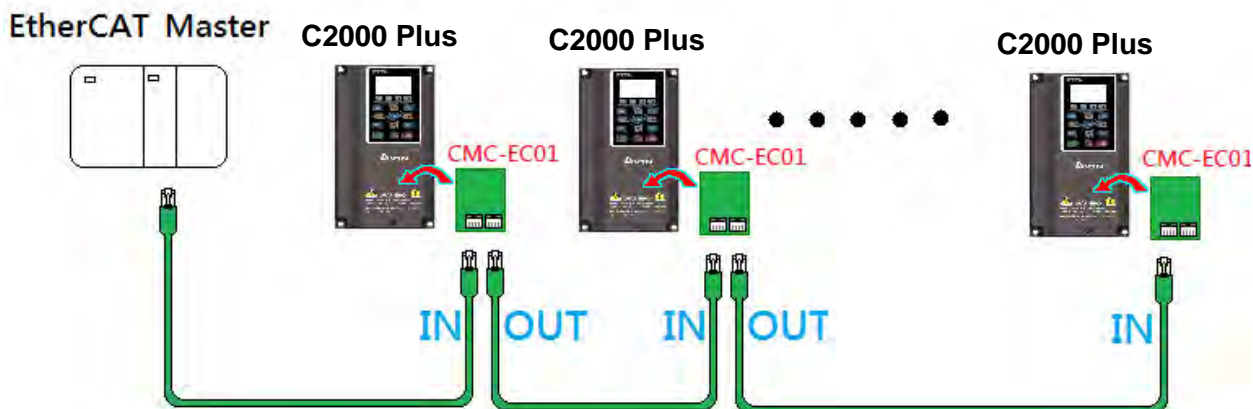 EtherCAT Master
C2000 Plus
C2000 Plus
C2000 Plus
CMC-EC01
CMC-EC01
CMC-EC01
IN
OUT
IN
OUT
IN